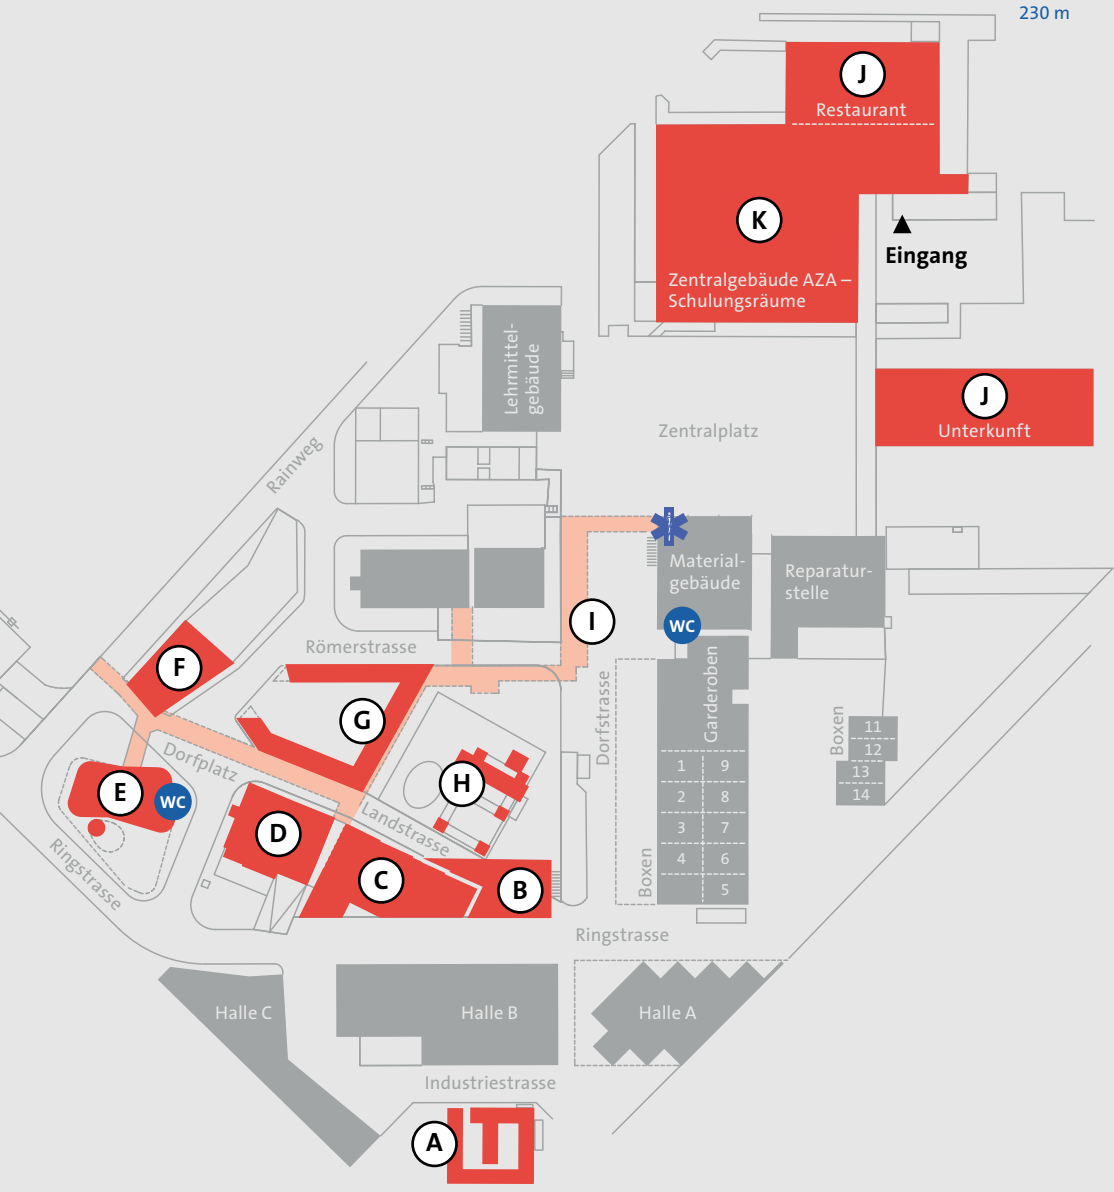 230 m
J
Restaurant
K
Eingang
Zentralgebäude AZA –
Schulungsräume
Lehrmittel-
gebäude
J
Unterkunft
Zentralplatz
Rainweg
Material-
gebäude
Reparatur-
stelle
I
WC
Römerstrasse
F
Garderoben
Dorfstrasse
G
Boxen
11
12
13
14
Dorfplatz
H
E
WC
1
9
2
8
3
7
4
6
5
Landstrasse
D
Ringstrasse
C
B
Boxen
Ringstrasse
Halle C
Halle B
Halle A
Industriestrasse
A